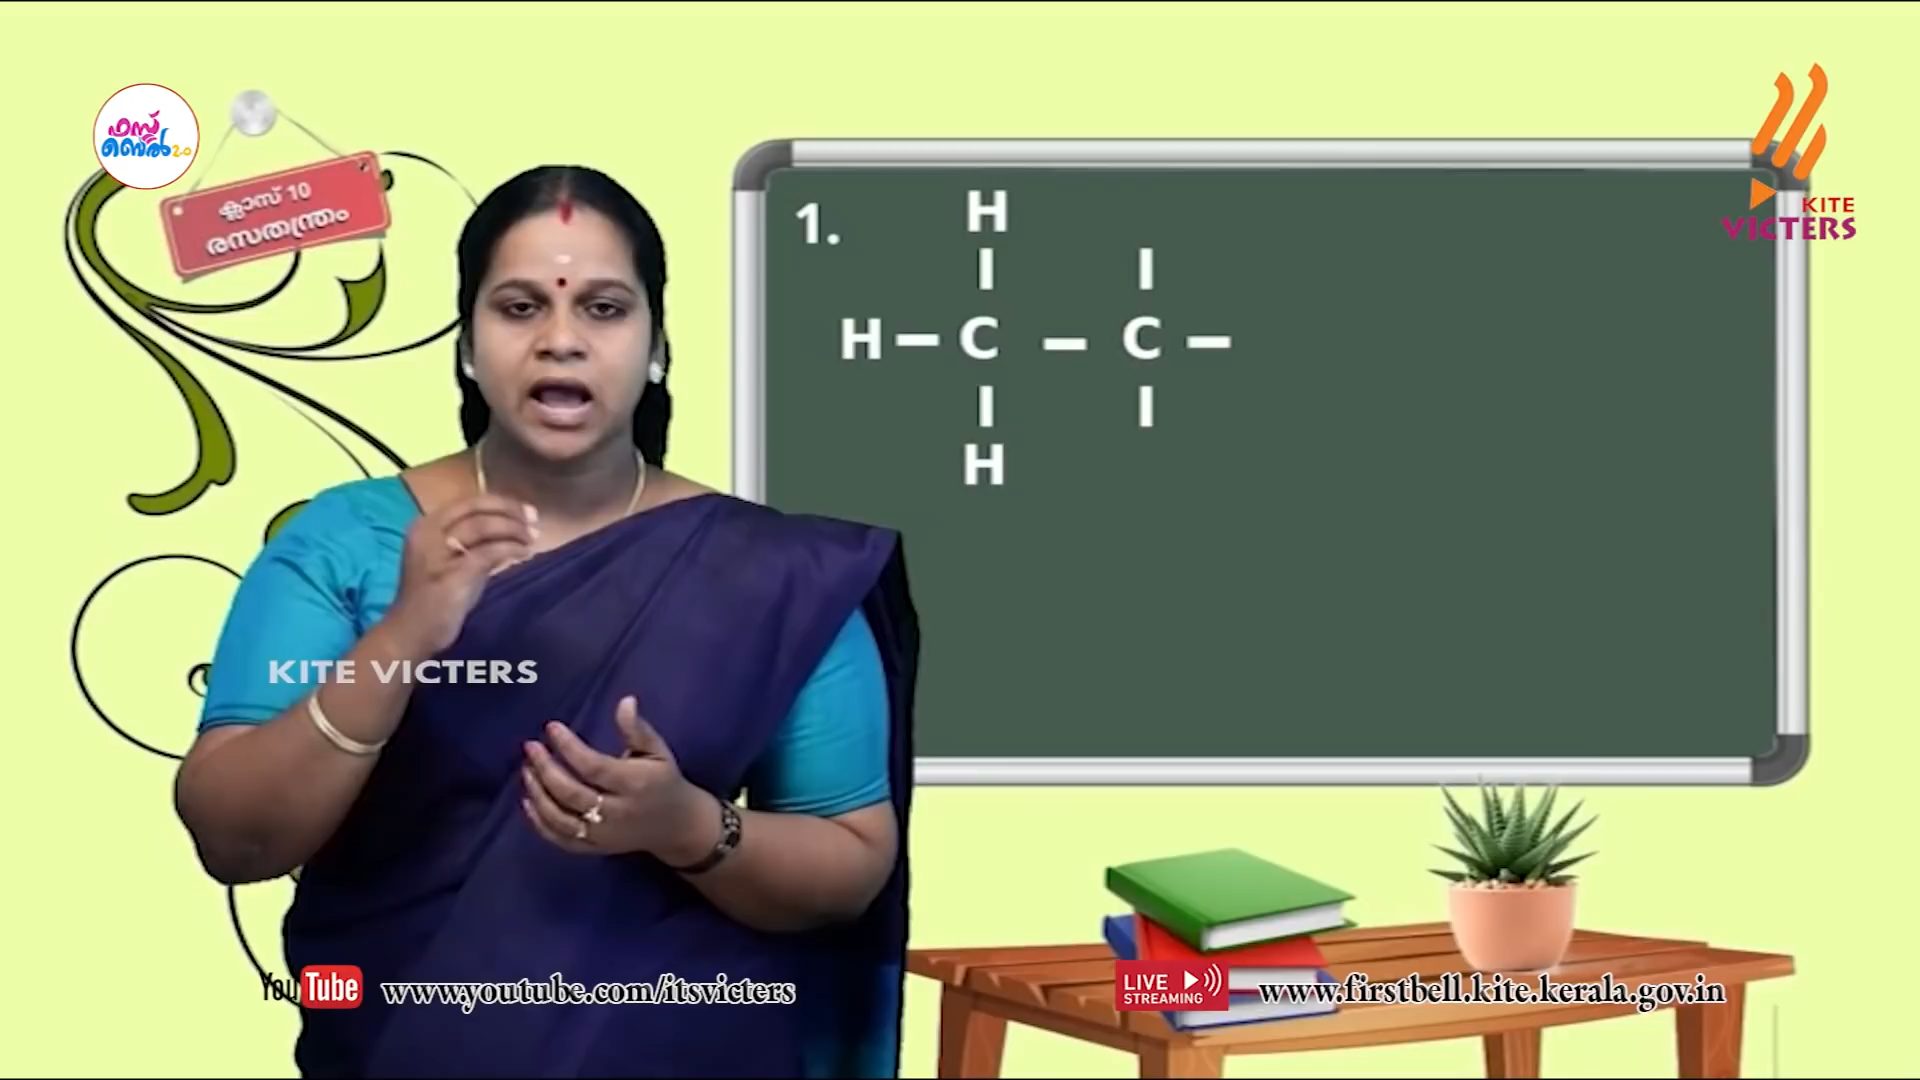 ഫസ്റ്റ്
ബെൽ 2.0
ക്ലാസ് 10
രസതന്ത്രം
KITE
VICTERS
1.
H
I I
H – C – C –
I I
H
KITE VICTERS
YouTube www.youtube.com/itsvicters
LIVE STREAMING www.firstbell.kite.kerala.gov.in